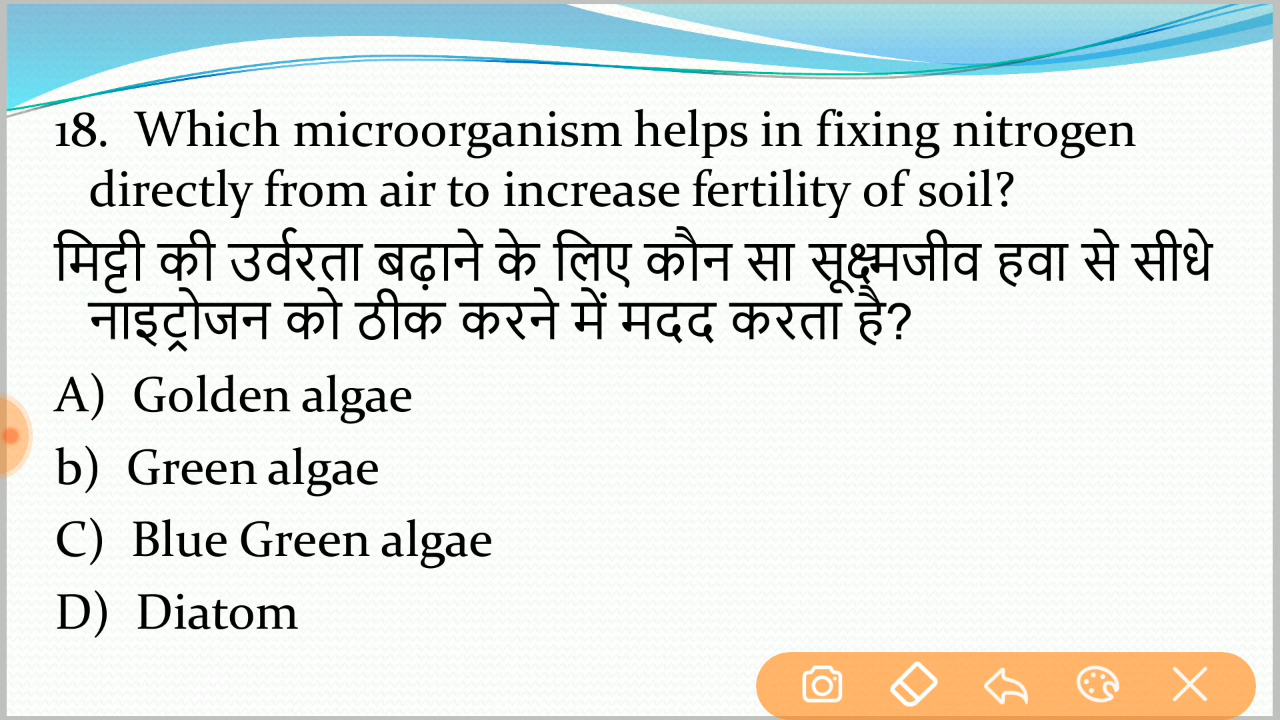 18. Which microorganism helps in fixing nitrogen
directly from air to increase fertility of soil?
मिट्टी की उर्वरता बढ़ाने के लिए कौन सा सूक्ष्मजीव हवा से सीधे
नाइट्रोजन को ठीक करने में मदद करता है?
A) Golden algae
b) Green algae
C) Blue Green algae
D) Diatom